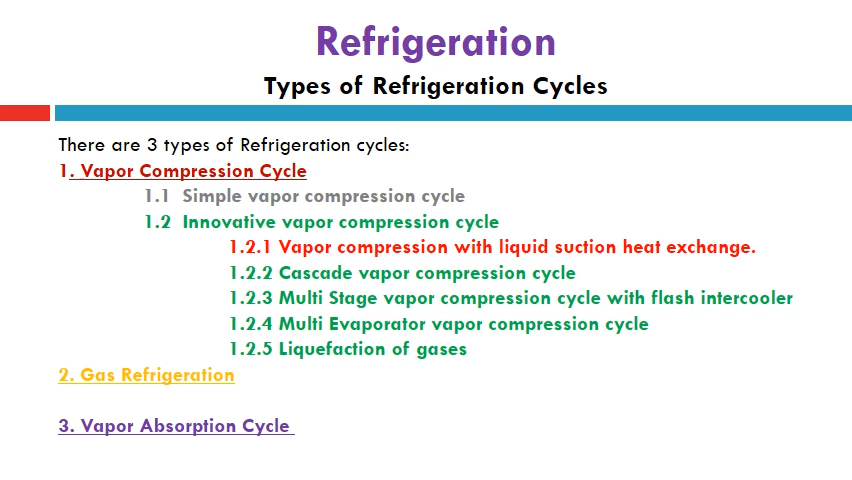 Refrigeration
Types of Refrigeration Cycles
There are 3 types of Refrigeration cycles:
1. Vapor Compression Cycle
1.1 Simple vapor compression cycle
1.2 Innovative vapor compression cycle
1.2.1 Vapor compression with liquid suction heat exchange.
1.2.2 Cascade vapor compression cycle
1.2.3 Multi Stage vapor compression cycle with flash intercooler
1.2.4 Multi Evaporator vapor compression cycle
1.2.5 Liquefaction of gases
2. Gas Refrigeration
3. Vapor Absorption Cycle